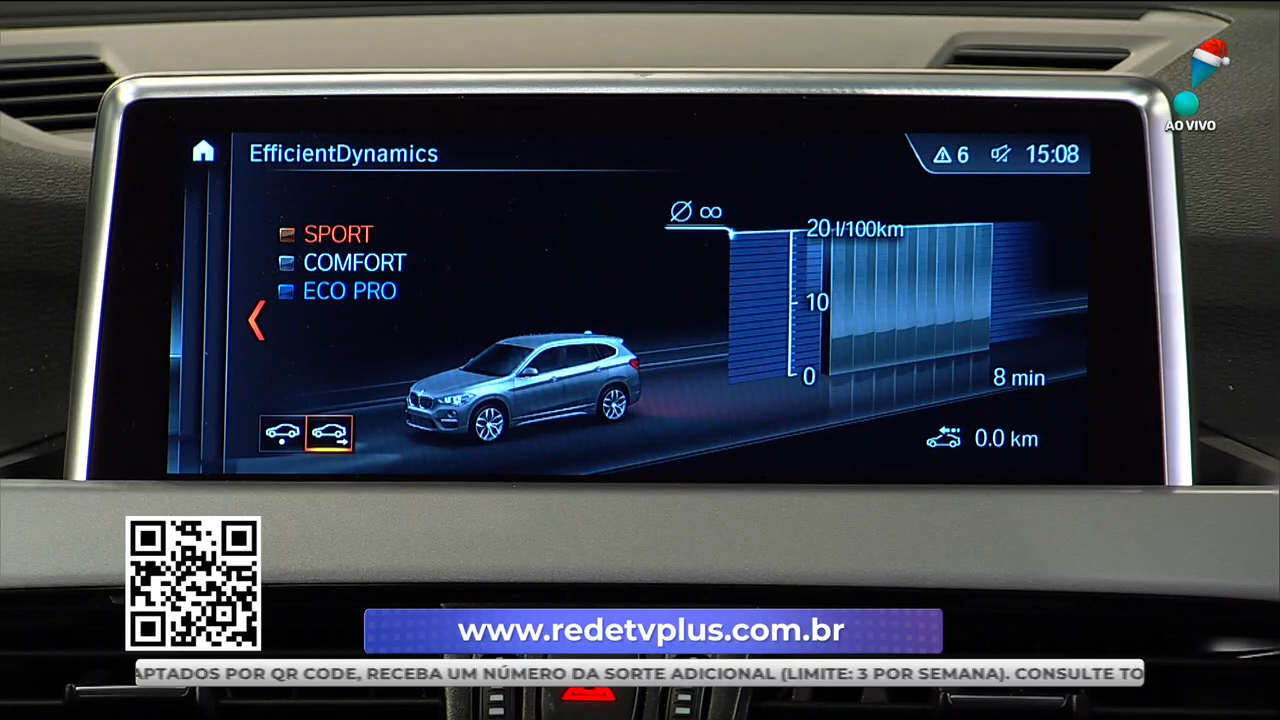 AO VIVO
EfficientDynamics
6 15:08
Ø ∞
SPORT
COMFORT
ECO PRO
20 l/100km
10
0
8 min
0.0 km
www.redetvplus.com.br
APTADOS POR QR CODE, RECEBA UM NÚMERO DA SORTE ADICIONAL (LIMITE: 3 POR SEMANA). CONSULTE TO